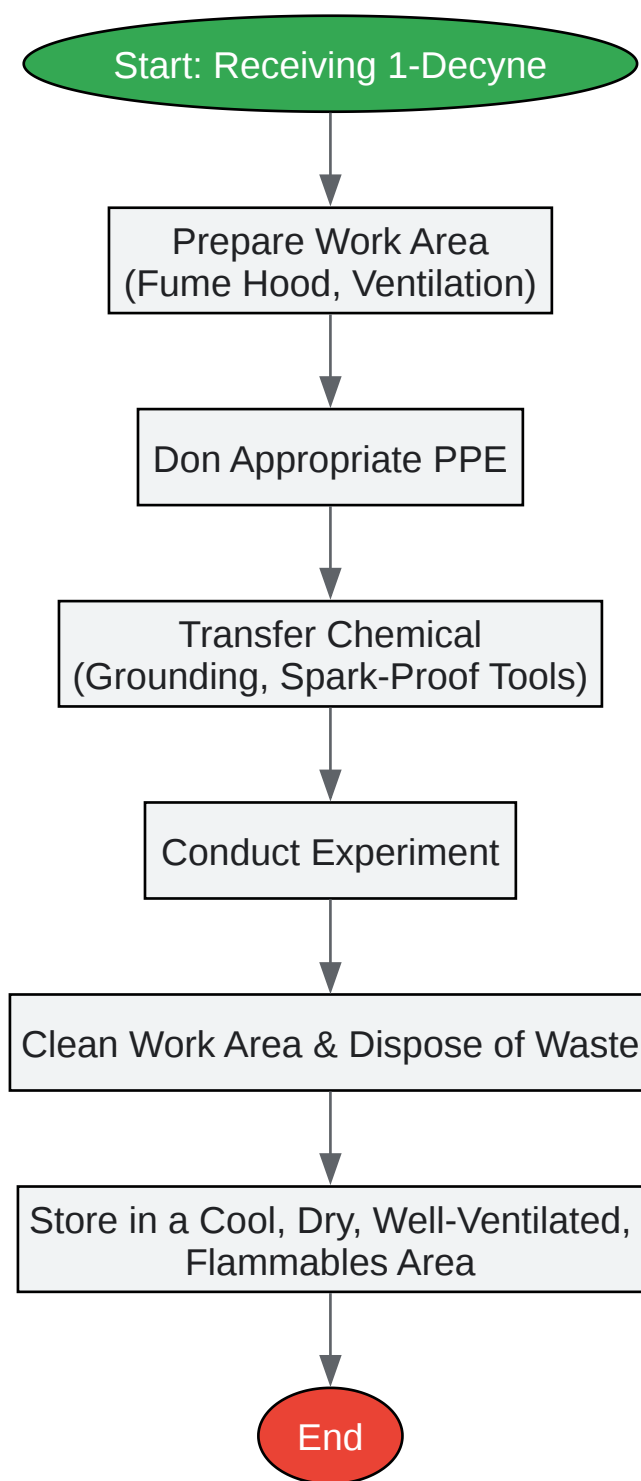 Start: Receiving 1-Decyne
Prepare Work Area
(Fume Hood, Ventilation)
Don Appropriate PPE
Transfer Chemical
(Grounding, Spark-Proof Tools)
Conduct Experiment
Clean Work Area & Dispose of Waste
Store in a Cool, Dry, Well-Ventilated,
Flammables Area
End